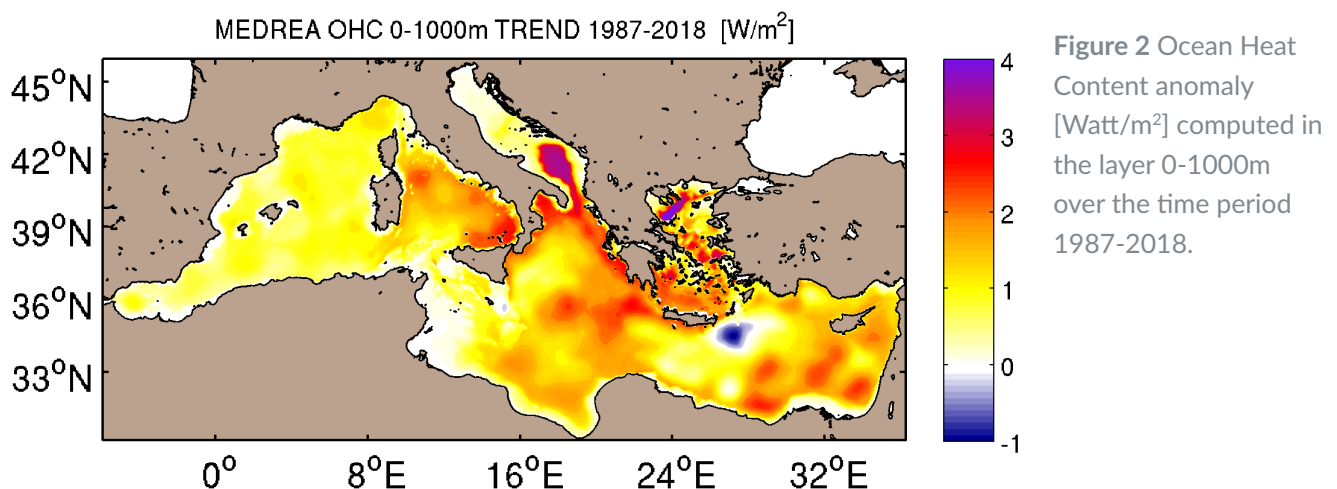 MEDREA OHC 0-1000m TREND 1987-2018 [W/m²]
45°N
42°N
39°N
36°N
33°N
0°
8°E
16°E
24°E
32°E
4
3
2
1
0
-1
Figure 2 Ocean Heat
Content anomaly
[Watt/m²] computed in
the layer 0-1000m
over the time period
1987-2018.